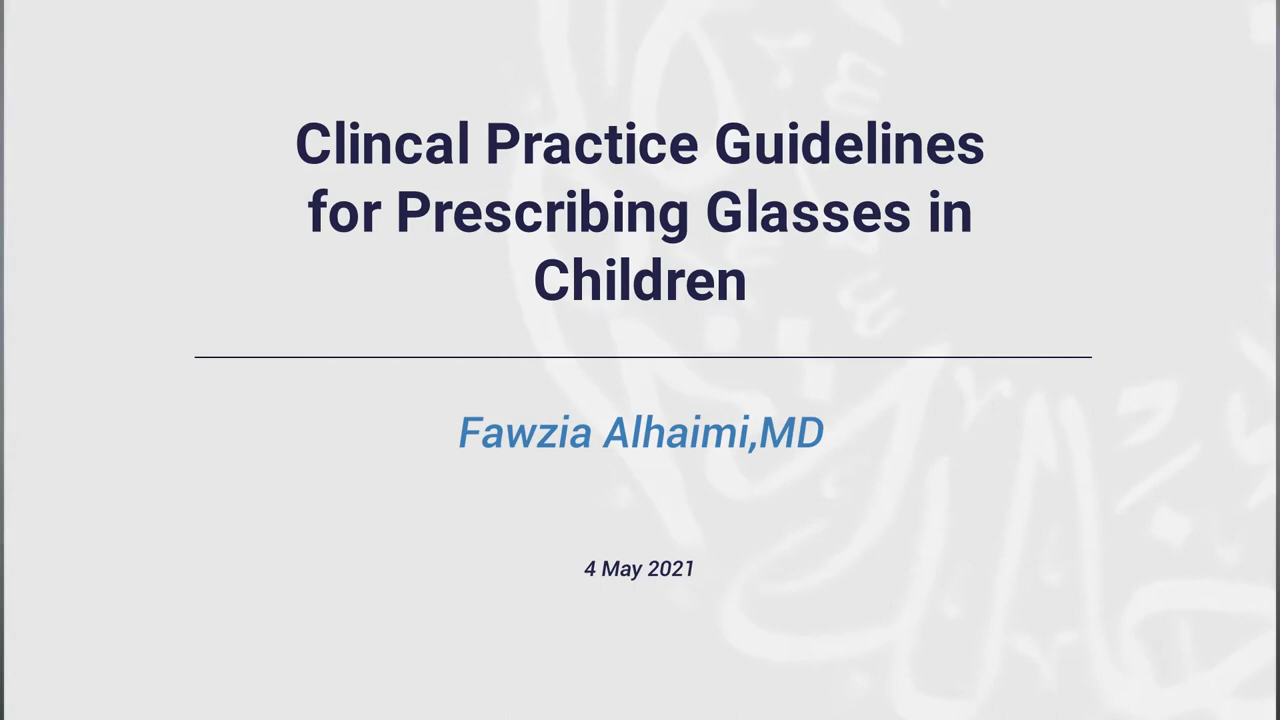 Clincal Practice Guidelines
for Prescribing Glasses in
Children
Fawzia Alhaimi,MD
4 May 2021